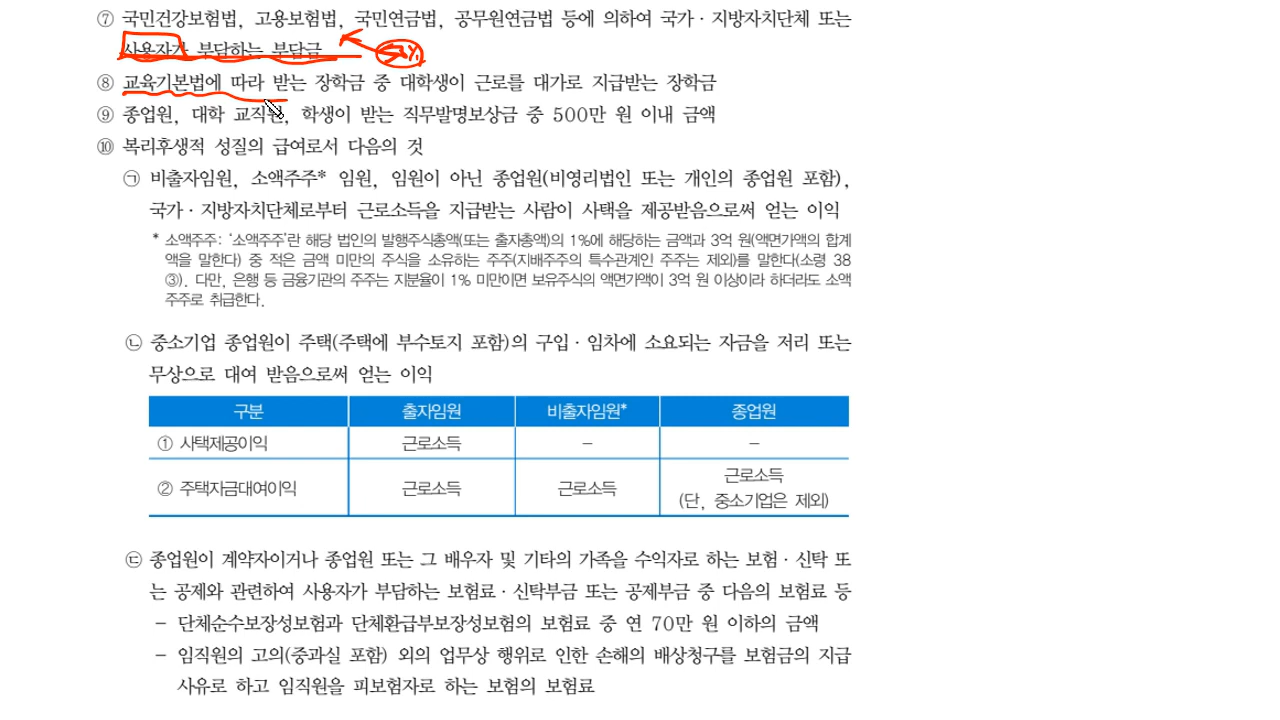 ⑦ 국민건강보험법, 고용보험법, 국민연금법, 공무원연금법 등에 의하여 국가·지방자치단체 또는
사용자가 부담하는 부담금
⑧ 교육기본법에 따라 받는 장학금 중 대학생이 근로를 대가로 지급받는 장학금
⑨ 종업원, 대학 교직원, 학생이 받는 직무발명보상금 중 500만 원 이내 금액
⑩ 복리후생적 성질의 급여로서 다음의 것
㉠ 비출자임원, 소액주주* 임원, 임원이 아닌 종업원(비영리법인 또는 개인의 종업원 포함),
국가·지방자치단체로부터 근로소득을 지급받는 사람이 사택을 제공받음으로써 얻는 이익
* 소액주주: ‘소액주주’란 해당 법인의 발행주식총액(또는 출자총액)의 1%에 해당하는 금액과 3억 원(액면가액의 합계
액을 말한다) 중 적은 금액 미만의 주식을 소유하는 주주(지배주주의 특수관계인 주주는 제외)를 말한다(소령 38
③). 다만, 은행 등 금융기관의 주주는 지분율이 1% 미만이면 보유주식의 액면가액이 3억 원 이상이라 하더라도 소액
주주로 취급한다.
㉡ 중소기업 종업원이 주택(주택에 부수토지 포함)의 구입·임차에 소요되는 자금을 저리 또는
무상으로 대여 받음으로써 얻는 이익
구분 출자임원 비출자임원* 종업원
① 사택제공이익 근로소득 - -
② 주택자금대여이익 근로소득 근로소득 근로소득
(단, 중소기업은 제외)
㉢ 종업원이 계약자이거나 종업원 또는 그 배우자 및 기타의 가족을 수익자로 하는 보험·신탁 또
는 공제와 관련하여 사용자가 부담하는 보험료·신탁부금 또는 공제부금 중 다음의 보험료 등
- 단체순수보장성보험과 단체환급부보장성보험의 보험료 중 연 70만 원 이하의 금액
- 임직원의 고의(중과실 포함) 외의 업무상 행위로 인한 손해의 배상청구를 보험금의 지급
사유로 하고 임직원을 피보험자로 하는 보험의 보험료